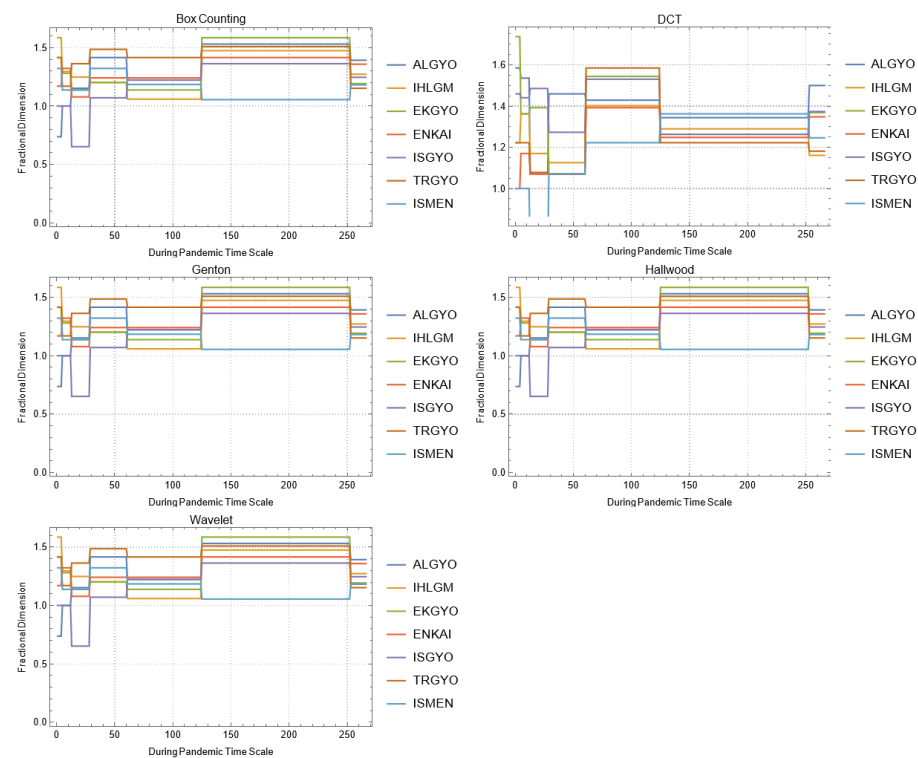 Box Counting
1.5
1.0
0.5
0.0
Fractional Dimension
0 50 100 150 200 250
During Pandemic Time Scale
ALGYO
IHLGM
EKGYO
ENKAI
ISGYO
TRGYO
ISMEN
DCT
1.6
1.4
1.2
1.0
Fractional Dimension
0 50 100 150 200 250
During Pandemic Time Scale
ALGYO
IHLGM
EKGYO
ENKAI
ISGYO
TRGYO
ISMEN
Genton
1.5
1.0
0.5
0.0
Fractional Dimension
0 50 100 150 200 250
During Pandemic Time Scale
ALGYO
IHLGM
EKGYO
ENKAI
ISGYO
TRGYO
ISMEN
Hallwood
1.5
1.0
0.5
0.0
Fractional Dimension
0 50 100 150 200 250
During Pandemic Time Scale
ALGYO
IHLGM
EKGYO
ENKAI
ISGYO
TRGYO
ISMEN
Wavelet
1.5
1.0
0.5
0.0
Fractional Dimension
0 50 100 150 200 250
During Pandemic Time Scale
ALGYO
IHLGM
EKGYO
ENKAI
ISGYO
TRGYO
ISMEN